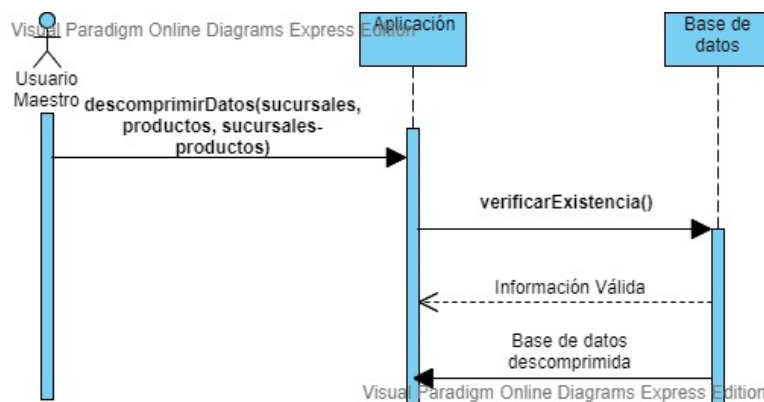 Visual Paradigm Online Diagrams Express Edition
Aplicación
Base de
datos
Usuario
Maestro
descomprimirDatos(sucursales,
productos, sucursales-
productos)
verificarExistencia()
Información Válida
Base de datos
descomprimida
Visual Paradigm Online Diagrams Express Edition